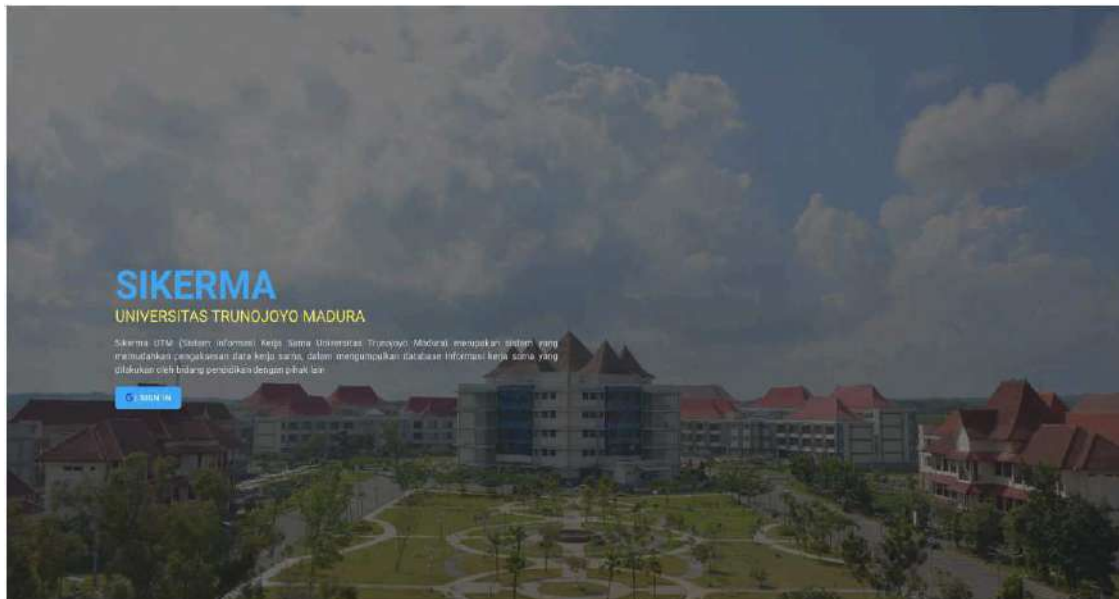 SIKERMA
UNIVERSITAS TRUNOJOYO MADURA
Sikerma UTM (Sistem Informasi Kerja Sama Universitas Trunojoyo Madura) merupakan sistem yang
memudahkan pengaksesan data kerja sama, dalam mengumpulkan database informasi kerja sama yang
dilakukan oleh bidang pendidikan dengan pihak lain
SIGN IN